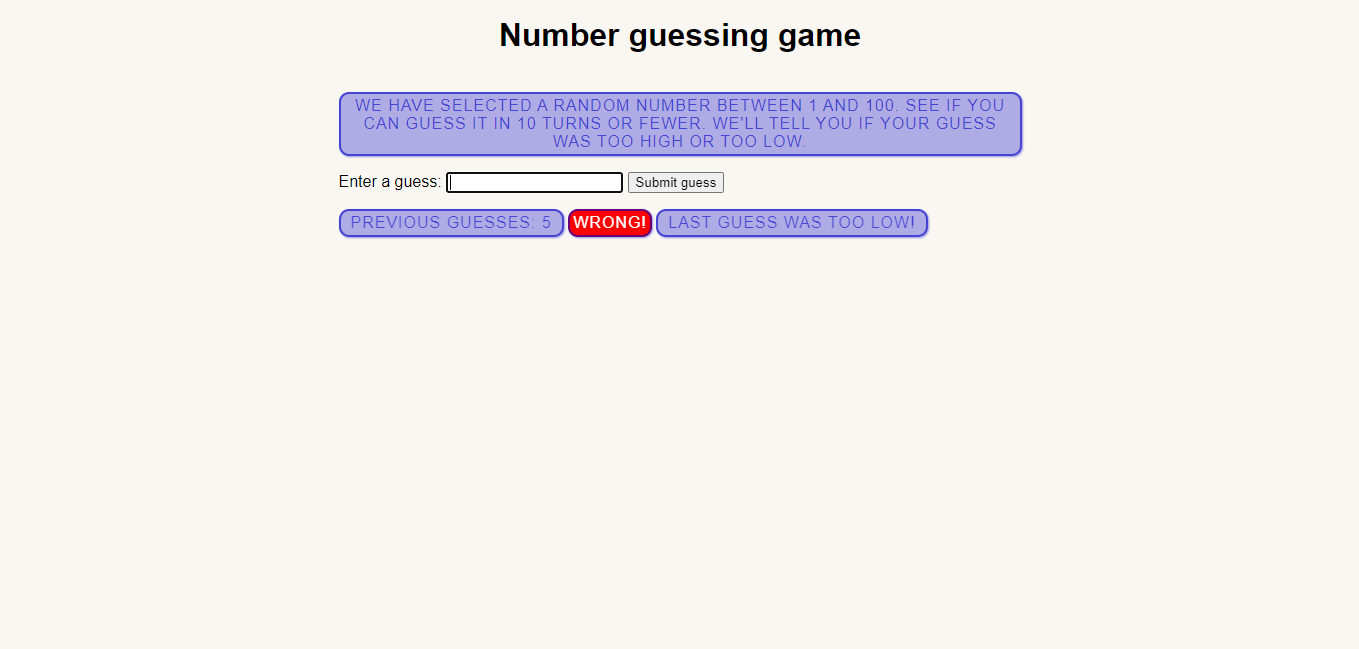 Number guessing game
WE HAVE SELECTED A RANDOM NUMBER BETWEEN 1 AND 100. SEE IF YOU
CAN GUESS IT IN 10 TURNS OR FEWER. WE'LL TELL YOU IF YOUR GUESS
WAS TOO HIGH OR TOO LOW.
Enter a guess: Submit guess
PREVIOUS GUESSES: 5 WRONG! LAST GUESS WAS TOO LOW!